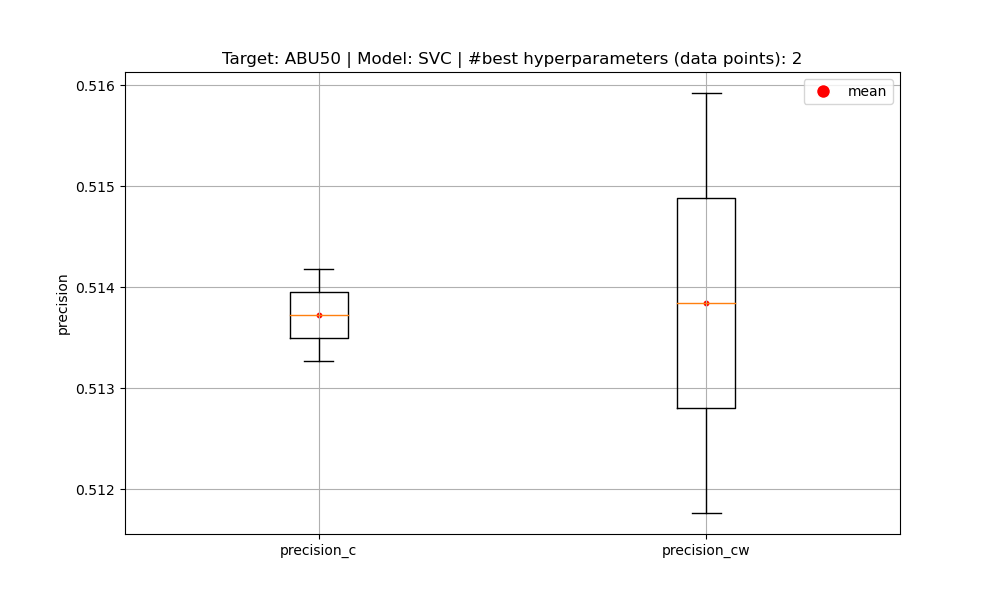 Target: ABU50 | Model: SVC | #best hyperparameters (data points): 2
mean
0.516
0.515
0.514
0.513
0.512
precision
precision_c
precision_cw